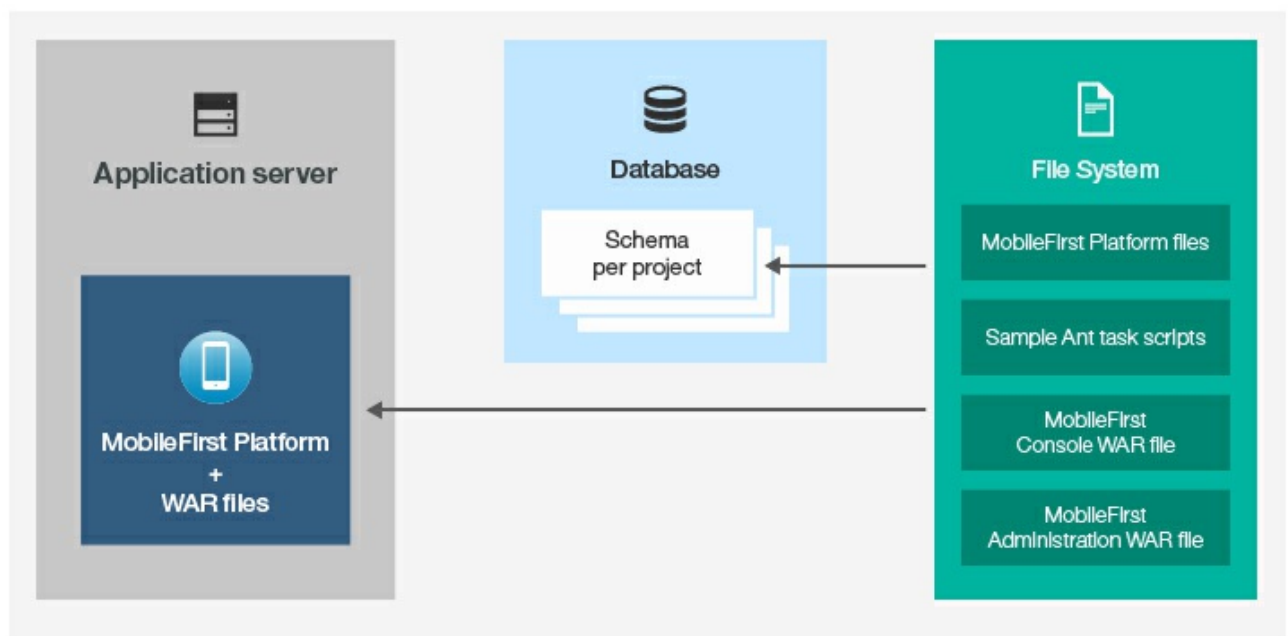 Application server
MobileFirst Platform
+
WAR files
Database
Schema
per project
File System
MobileFirst Platform files
Sample Ant task scripts
MobileFirst
Console WAR file
MobileFirst
Administration WAR file